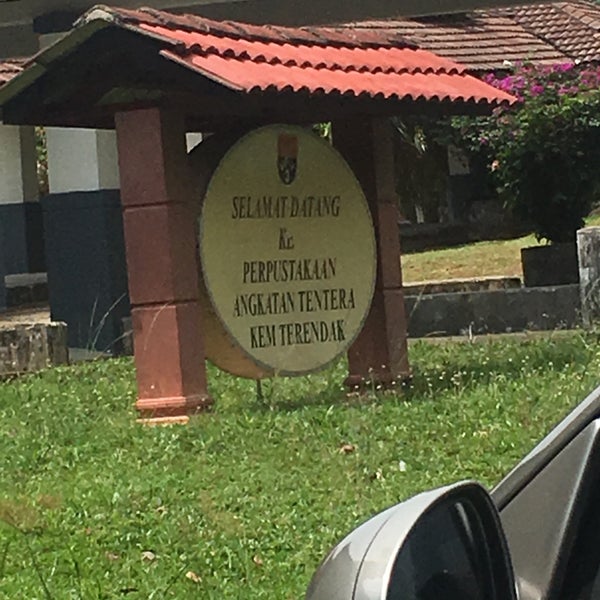 SELAMAT DATANG
Ke
PERPUSTAKAAN
ANGKATAN TENTERA
KEM TERENDAK